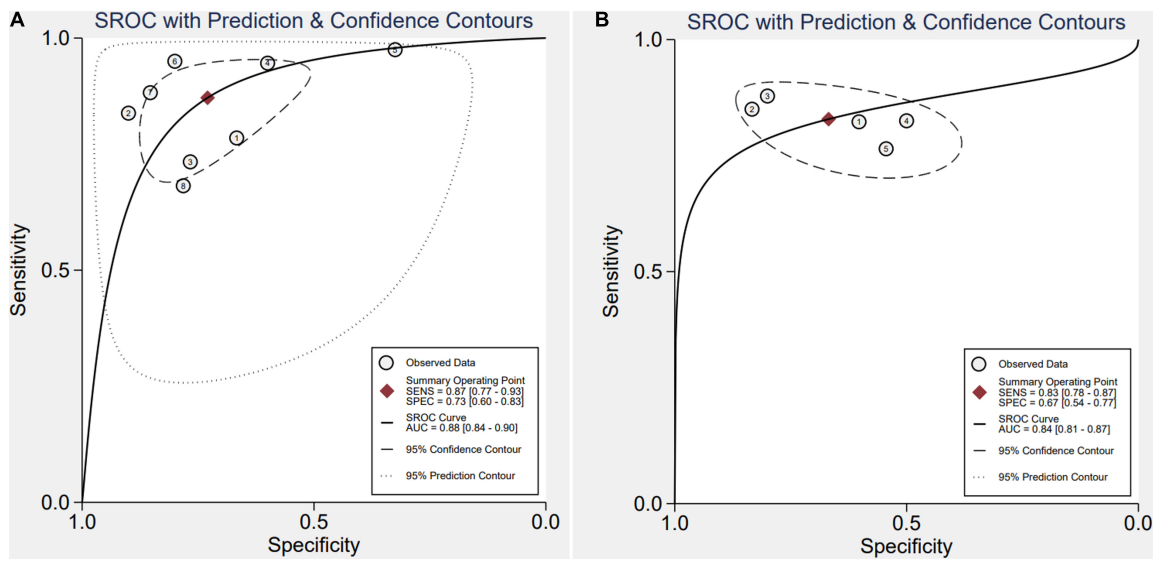 A
SROC with Prediction & Confidence Contours
1.0
0.5
0.0
Sensitivity
6
4
5
7
2
1
3
8
Observed Data
Summary Operating Point
SENS = 0.87 [0.77 - 0.93]
SPEC = 0.73 [0.60 - 0.83]
SROC Curve
AUC = 0.88 [0.84 - 0.90]
95% Confidence Contour
95% Prediction Contour
1.0
0.5
0.0
Specificity
B
SROC with Prediction & Confidence Contours
1.0
0.5
0.0
Sensitivity
3
2
1
4
5
Observed Data
Summary Operating Point
SENS = 0.83 [0.78 - 0.87]
SPEC = 0.67 [0.54 - 0.77]
SROC Curve
AUC = 0.84 [0.81 - 0.87]
95% Confidence Contour
95% Prediction Contour
1.0
0.5
0.0
Specificity